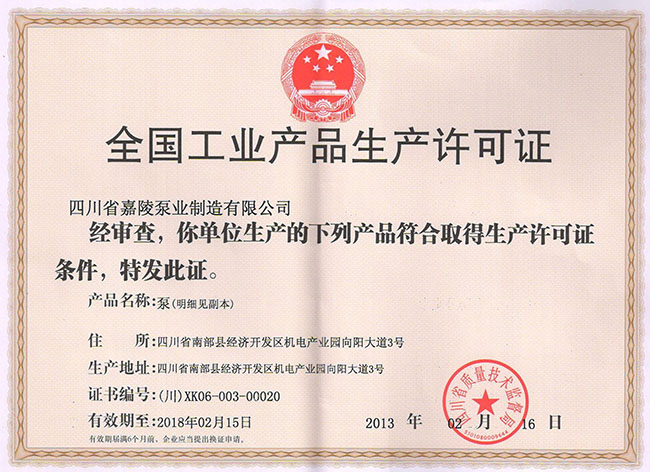 全国工业产品生产许可证
四川省嘉陵泵业制造有限公司
经审查，你单位生产的下列产品符合取得生产许可证
条件，特发此证。
产品名称：泵(明细见副本)
住 所：四川省南部县经济开发区机电产业园向阳大道3号
生产地址：四川省南部县经济开发区机电产业园向阳大道3号
证书编号：(川)XK06-003-00020
有效期至：2018年02月15日
2013 年 02 月 16 日
有效期届满6个月前，企业应当提出换证申请。
四川省质量技术监督局